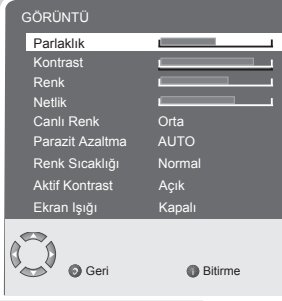 GÖRÜNTÜ
Parlaklık
Kontrast
Renk
Netlik
Canlı Renk Orta
Parazit Azaltma AUTO
Renk Sıcaklığı Normal
Aktif Kontrast Açık
Ekran Işığı Kapalı
Geri Bitirme